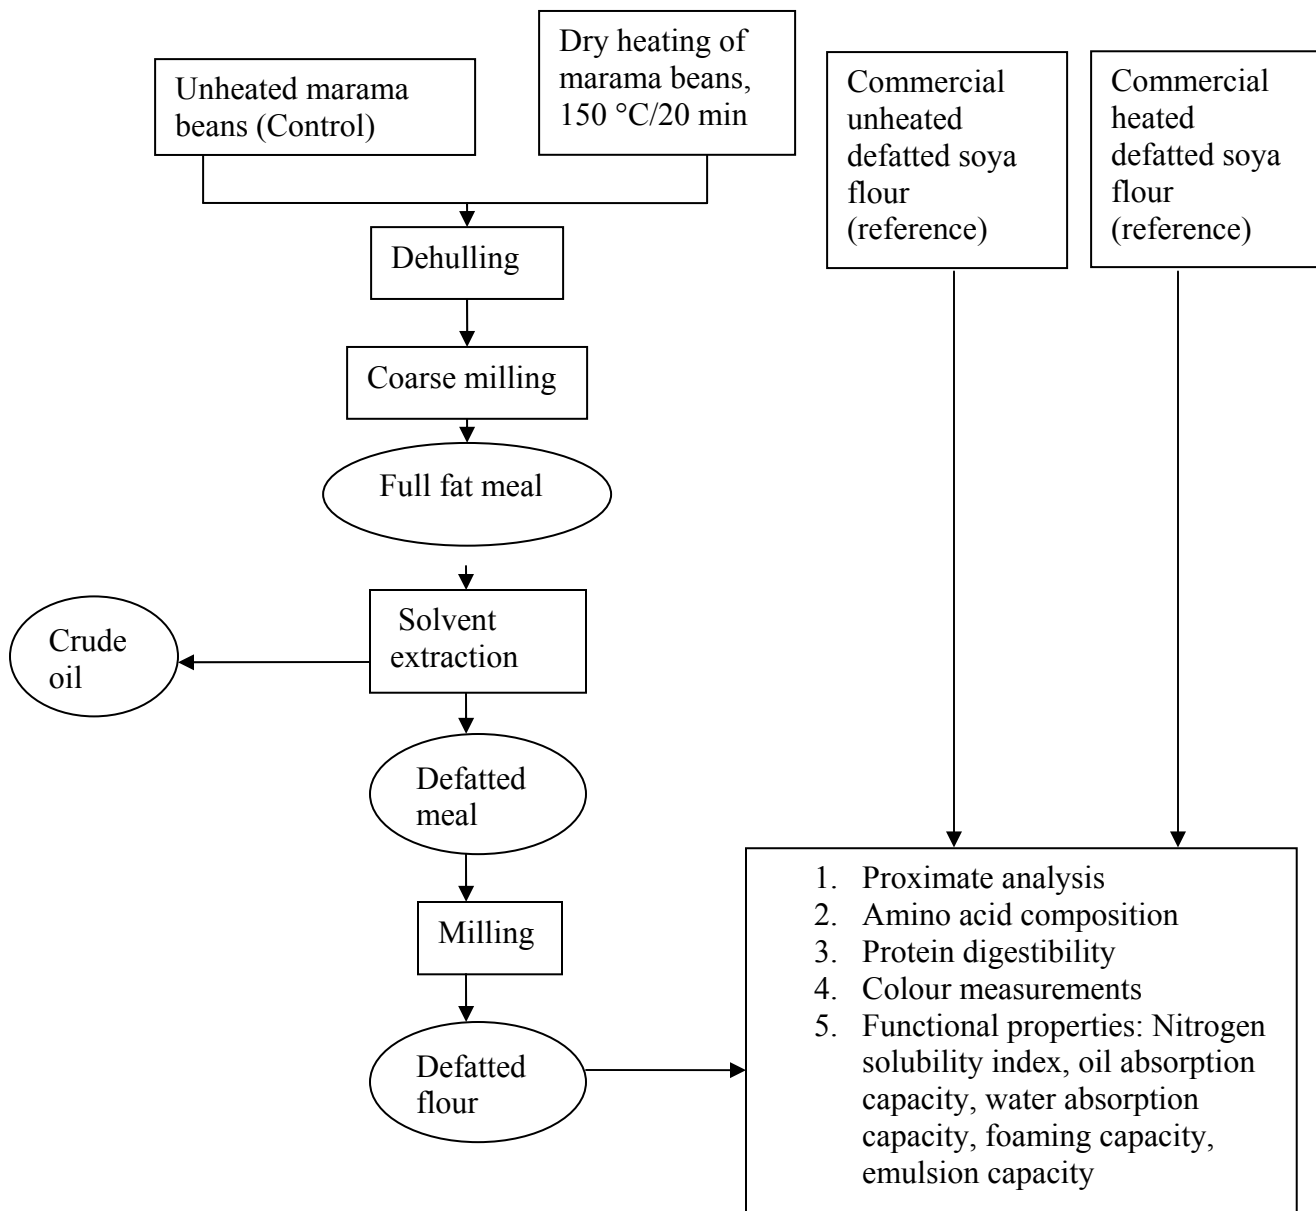 Unheated marama
beans (Control)
Dry heating of
marama beans,
150 °C/20 min
Commercial
unheated
defatted soya
flour
(reference)
Commercial
heated
defatted soya
flour
(reference)
Dehulling
Coarse milling
Full fat meal
Solvent
extraction
Crude
oil
Defatted
meal
Milling
Defatted
flour
1. Proximate analysis
2. Amino acid composition
3. Protein digestibility
4. Colour measurements
5. Functional properties: Nitrogen
solubility index, oil absorption
capacity, water absorption
capacity, foaming capacity,
emulsion capacity